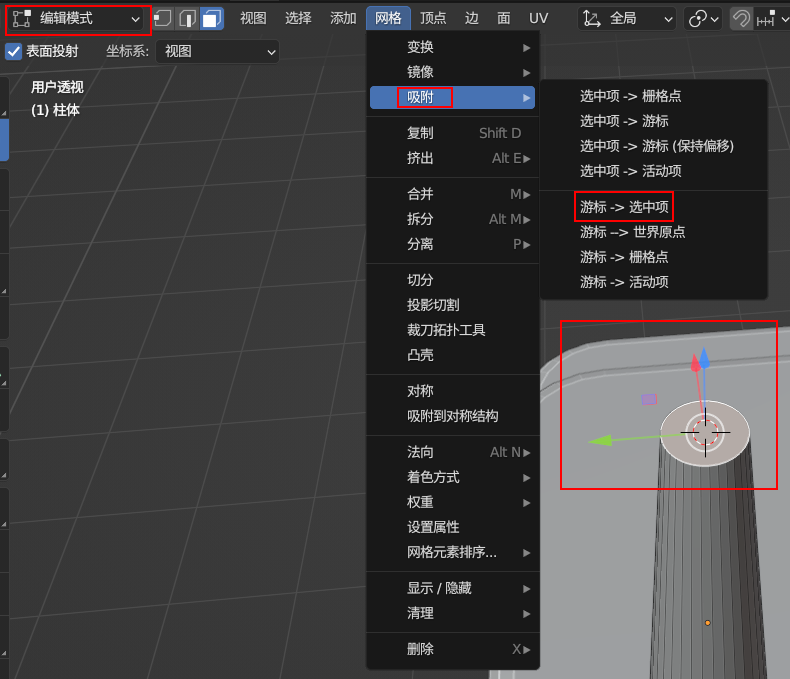 编辑模式 视图 选择 添加 网格 顶点 边 面 UV 全局
表面投射 坐标系: 视图
用户透视
(1) 柱体
变换
镜像
吸附
复制 Shift D
挤出 Alt E
合并 M
拆分 Alt M
分离 P
切分
投影切割
裁刀拓扑工具
凸壳
对称
吸附到对称结构
法向 Alt N
着色方式
权重
设置属性
网格元素排序...
显示 / 隐藏
清理
删除 X
选中项 -> 栅格点
选中项 -> 游标
选中项 -> 游标 (保持偏移)
选中项 -> 活动项
游标 -> 选中项
游标 --> 世界原点
游标 -> 栅格点
游标 -> 活动项